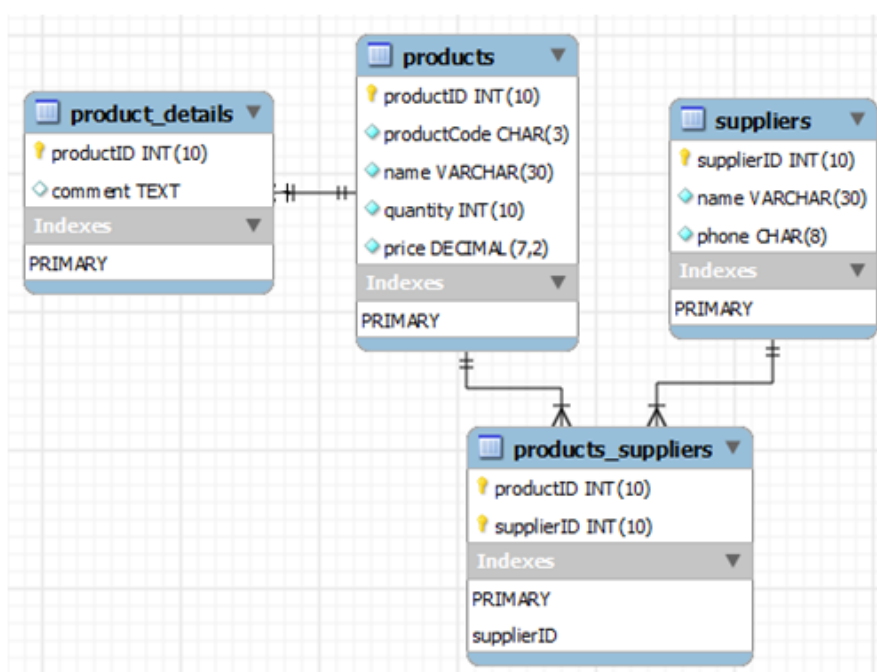 product_details
productID INT(10)
comment TEXT
Indexes
PRIMARY
products
productID INT(10)
productCode CHAR(3)
name VARCHAR(30)
quantity INT(10)
price DECIMAL(7,2)
Indexes
PRIMARY
suppliers
supplierID INT(10)
name VARCHAR(30)
phone CHAR(8)
Indexes
PRIMARY
products_suppliers
productID INT(10)
supplierID INT(10)
Indexes
PRIMARY
supplierID